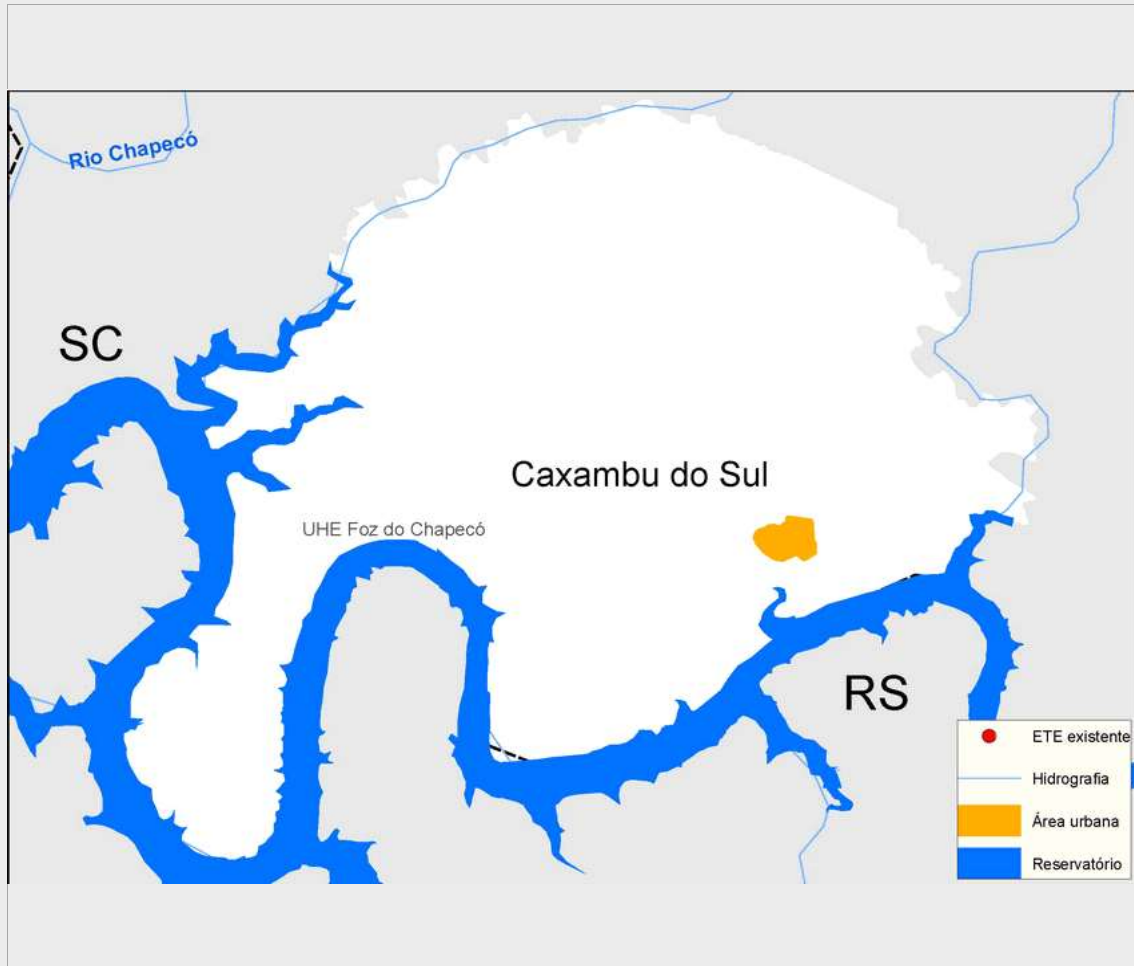 Rio Chapecó
SC
Caxambu do Sul
UHE Foz do Chapecó
RS
ETE existente
Hidrografia
Área urbana
Reservatório